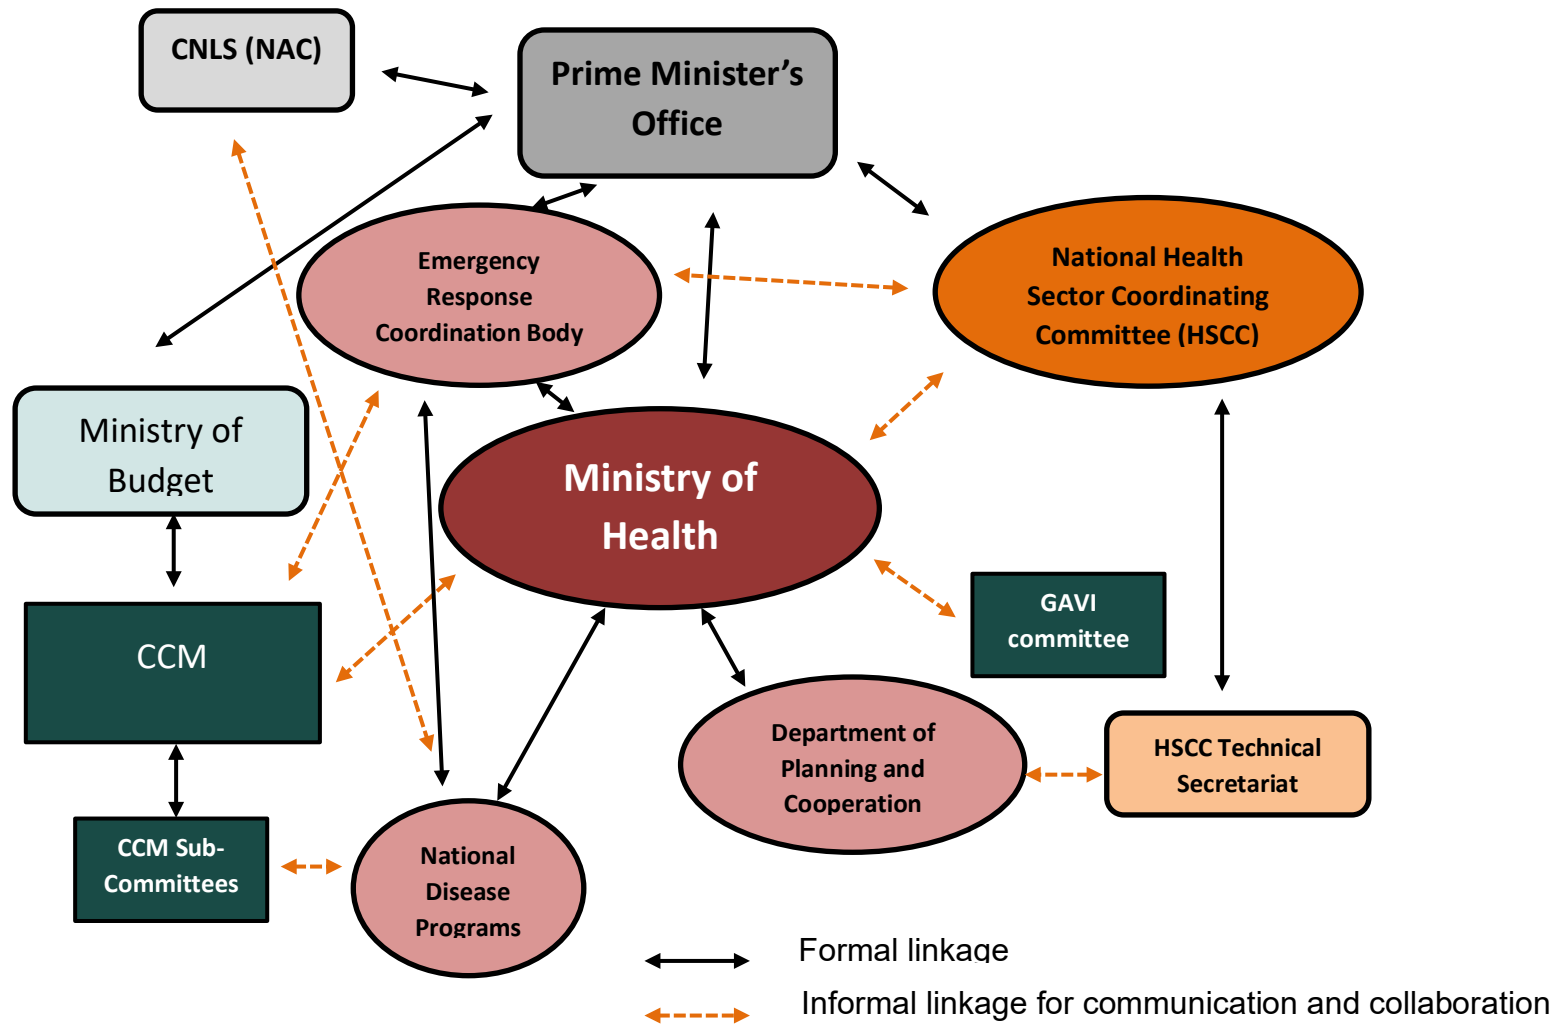 CNLS (NAC)
Prime Minister’s
Office
Emergency
Response
Coordination Body
National Health
Sector Coordinating
Committee (HSCC)
Ministry of
Budget
Ministry of
Health
CCM
GAVI
committee
Department of
Planning and
Cooperation
HSCC Technical
Secretariat
CCM Sub-
Committees
National
Disease
Programs
Formal linkage
Informal linkage for communication and collaboration